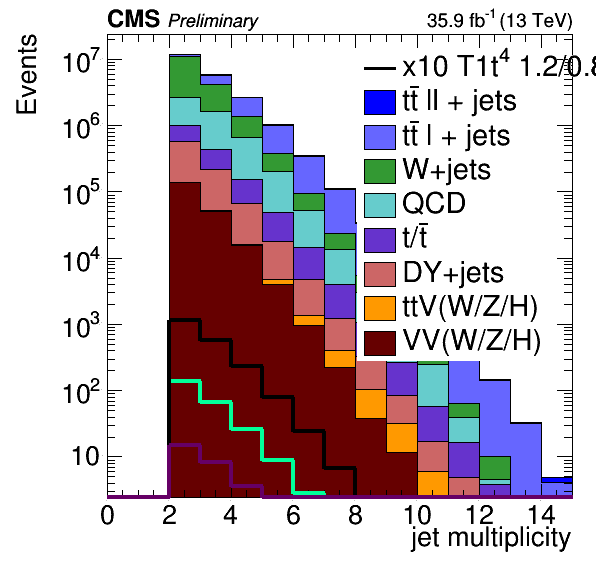 CMS Preliminary 35.9 fb⁻¹ (13 TeV)
Events
10⁷
10⁶
10⁵
10⁴
10³
10²
10
x10 T1t⁴ 1.2/0.8
tt̄ ll + jets
tt̄ l + jets
W+jets
QCD
t/t̄
DY+jets
ttV(W/Z/H)
VV(W/Z/H)
0 2 4 6 8 10 12 14
jet multiplicity